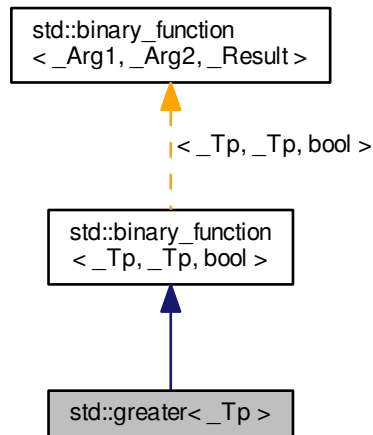 std::binary_function
< _Arg1, _Arg2, _Result >
< _Tp, _Tp, bool >
std::binary_function
< _Tp, _Tp, bool >
std::greater< _Tp >